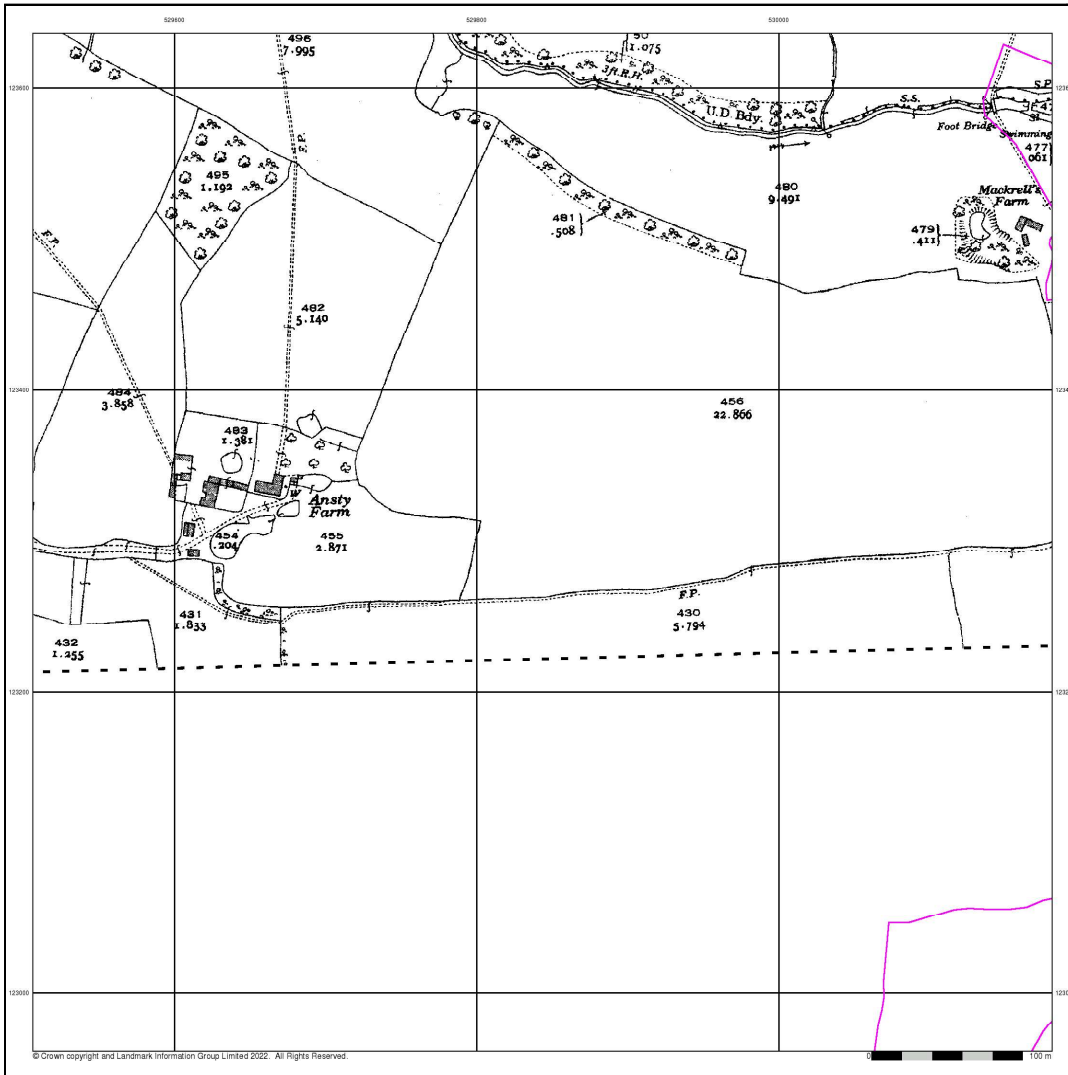 529600
529800
530000
496
7.995
50
1.075
3ft.R.H.
U.D. Bdy.
123600
S.S.
S.P.
Foot Bridge
Swimming
477
.061
F.P.
495
1.192
480
9.491
Mackrell's
Farm
481
.508
479
.411
F.P.
482
5.140
123400
484
3.858
456
22.866
483
1.381
W
Ansty
Farm
454
.204
455
2.871
F.P.
431
1.833
430
5.794
432
1.255
123200
123000
© Crown copyright and Landmark Information Group Limited 2022. All Rights Reserved.
0
100 m